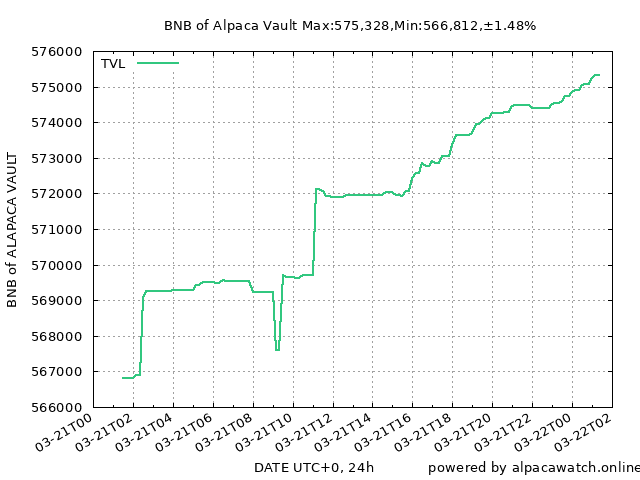 BNB of Alpaca Vault Max:575,328,Min:566,812,±1.48%
576000
TVL
575000
574000
573000
572000
571000
570000
569000
568000
567000
566000
BNB of ALAPACA VAULT
03-21T00
03-21T02
03-21T04
03-21T06
03-21T08
03-21T10
03-21T12
03-21T14
03-21T16
03-21T18
03-21T20
03-21T22
03-22T00
03-22T02
DATE UTC+0, 24h
powered by alpacawatch.online